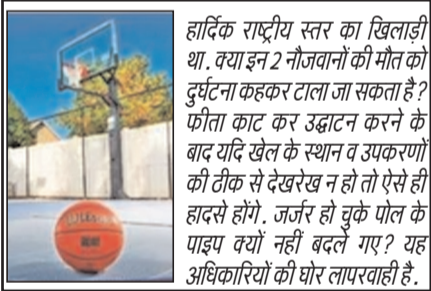 हार्दिक राष्ट्रीय स्तर का खिलाड़ी
था. क्या इन 2 नौजवानों की मौत को
दुर्घटना कहकर टाला जा सकता है?
फीता काट कर उद्घाटन करने के
बाद यदि खेल के स्थान व उपकरणों
की ठीक से देखरेख न हो तो ऐसे ही
हादसे होंगे. जर्जर हो चुके पोल के
पाइप क्यों नहीं बदले गए? यह
अधिकारियों की घोर लापरवाही है.